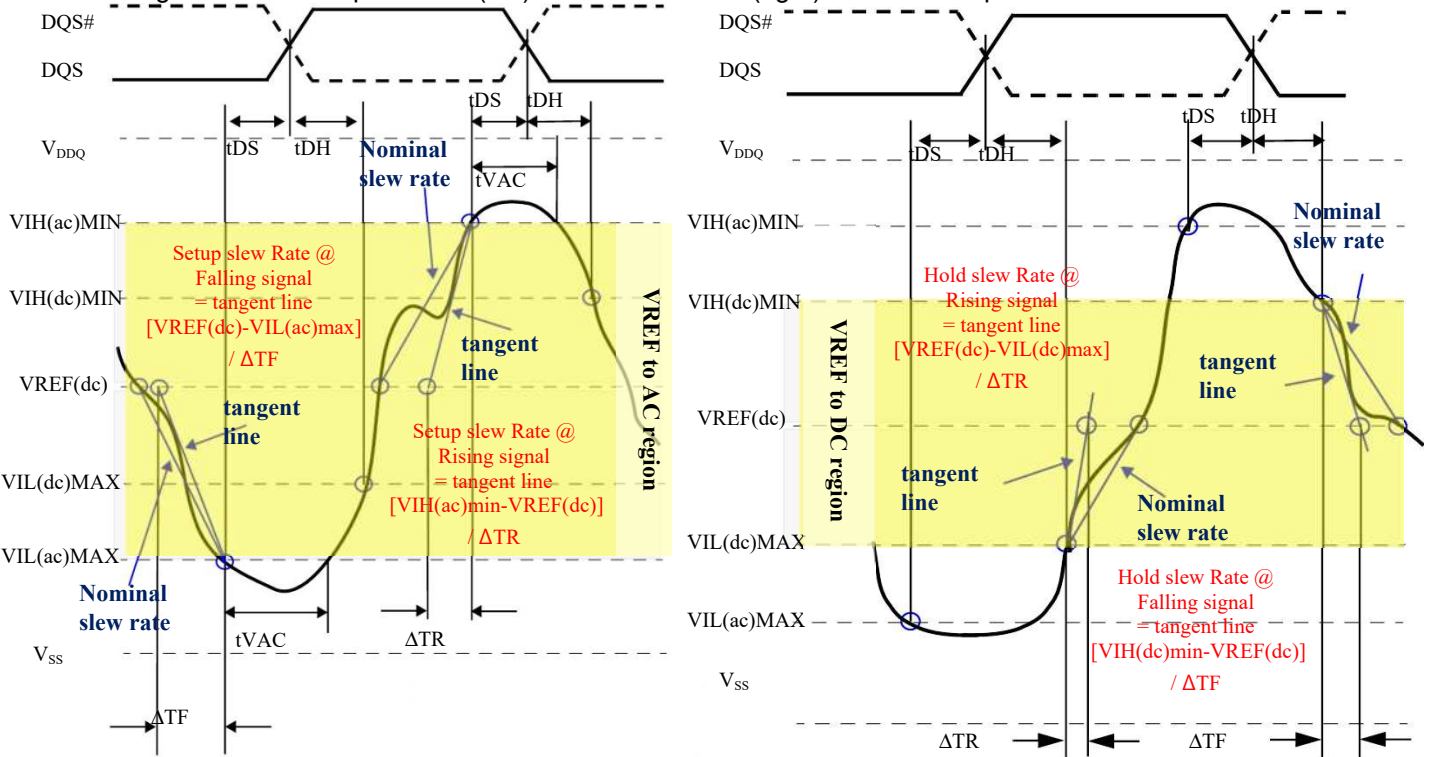 DQS#
DQS
tDS
tDH
tDS
tDH
V_DDQ
Nominal
slew rate
tVAC
VIH(ac)MIN
Setup slew Rate @
Falling signal
= tangent line
[VREF(dc)-VIL(ac)max]
/ ΔTF
VIH(dc)MIN
tangent
line
VREF to AC region
VREF(dc)
tangent
line
Setup slew Rate @
Rising signal
= tangent line
[VIH(ac)min-VREF(dc)]
/ ΔTR
VIL(dc)MAX
VIL(ac)MAX
Nominal
slew rate
tVAC
ΔTR
V_SS
ΔTF
DQS#
DQS
tDS
tDH
tDS
tDH
V_DDQ
VIH(ac)MIN
Nominal
slew rate
Hold slew Rate @
Rising signal
= tangent line
[VREF(dc)-VIL(dc)max]
/ ΔTR
VIH(dc)MIN
VREF to DC region
tangent
line
VREF(dc)
tangent
line
Nominal
slew rate
VIL(dc)MAX
Hold slew Rate @
Falling signal
= tangent line
[VIH(dc)min-VREF(dc)]
/ ΔTF
VIL(ac)MAX
V_SS
ΔTR
ΔTF